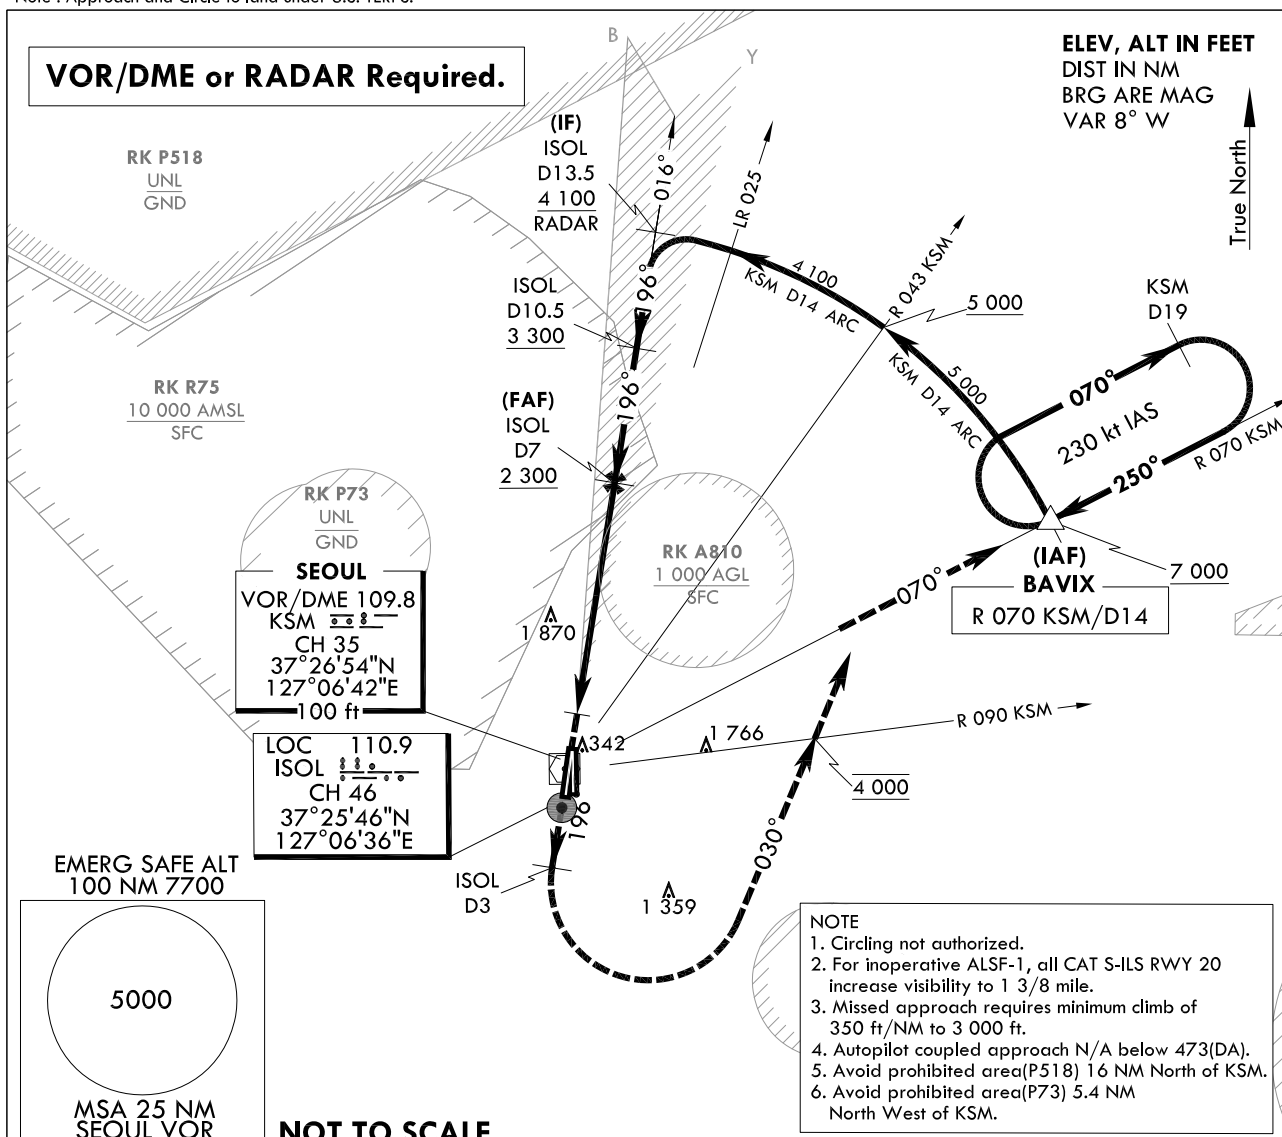 Note : Approach and Circle to land under U.S. TERPS.
VOR/DME or RADAR Required.
ELEV, ALT IN FEET
DIST IN NM
BRG ARE MAG
VAR 8° W
True North
B
Y
RK P518
UNL
GND
(IF)
ISOL
D13.5
4 100
RADAR
016°
LR 025
196°
4 100
KSM D14 ARC
R 043 KSM
5 000
KSM
D19
ISOL
D10.5
3 300
5 000
KSM D14 ARC
070°
230 kt IAS
250°
R 070 KSM
RK R75
10 000 AMSL
SFC
196°
(FAF)
ISOL
D7
2 300
RK P73
UNL
GND
RK A810
1 000 AGL
SFC
070°
(IAF)
BAVIX
7 000
R 070 KSM/D14
SEOUL
VOR/DME 109.8
KSM
CH 35
37°26'54"N
127°06'42"E
100 ft
1 870
R 090 KSM
342
1 766
4 000
LOC 110.9
ISOL
CH 46
37°25'46"N
127°06'36"E
196
030°
ISOL
D3
1 359
EMERG SAFE ALT
100 NM 7700
5000
MSA 25 NM
SEOUL VOR
NOT TO SCALE
NOTE
1. Circling not authorized.
2. For inoperative ALSF-1, all CAT S-ILS RWY 20
increase visibility to 1 3/8 mile.
3. Missed approach requires minimum climb of
350 ft/NM to 3 000 ft.
4. Autopilot coupled approach N/A below 473(DA).
5. Avoid prohibited area(P518) 16 NM North of KSM.
6. Avoid prohibited area(P73) 5.4 NM
North West of KSM.